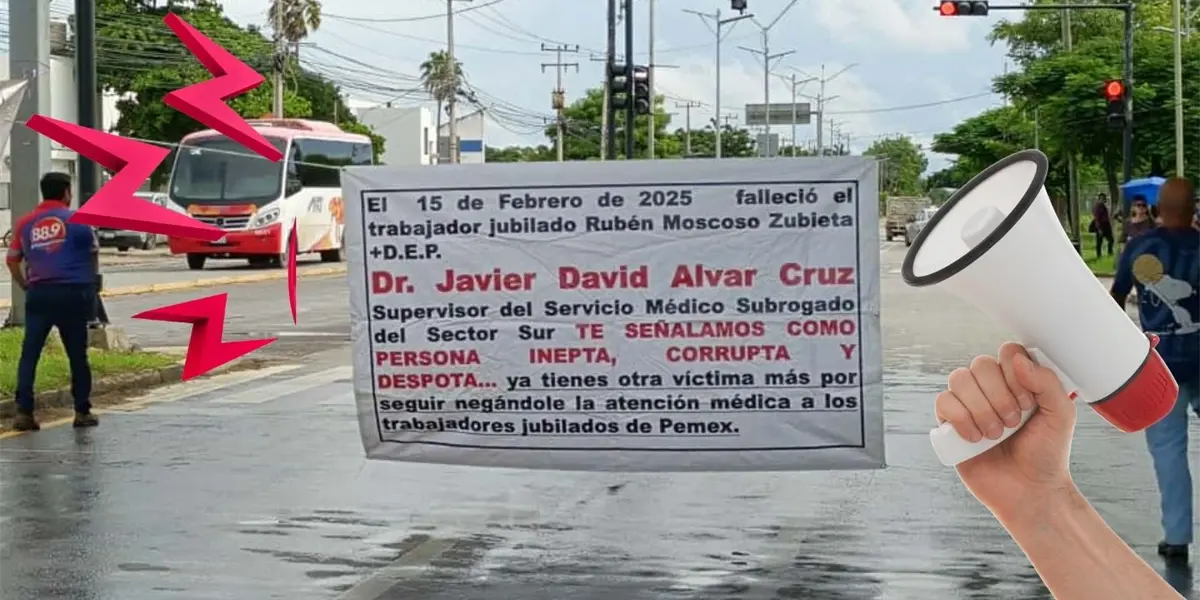 88.9
El 15 de Febrero de 2025 falleció el
trabajador jubilado Rubén Moscoso Zubieta
+D.E.P.
Dr. Javier David Alvar Cruz
Supervisor del Servicio Médico Subrogado
del Sector Sur TE SEÑALAMOS COMO
PERSONA INEPTA, CORRUPTA Y
DESPOTA... ya tienes otra víctima más por
seguir negándole la atención médica a los
trabajadores jubilados de Pemex.